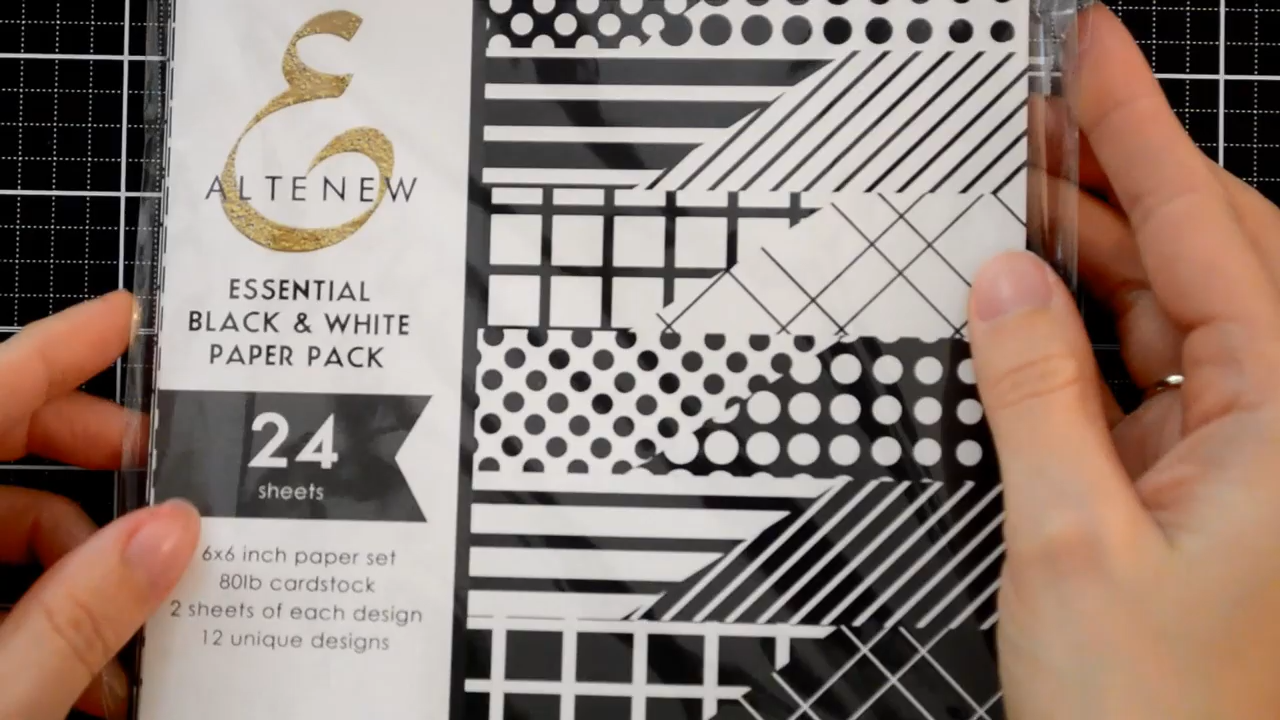 ALTENEW
ESSENTIAL
BLACK & WHITE
PAPER PACK
24
sheets
6x6 inch paper set
80lb cardstock
2 sheets of each design
12 unique designs